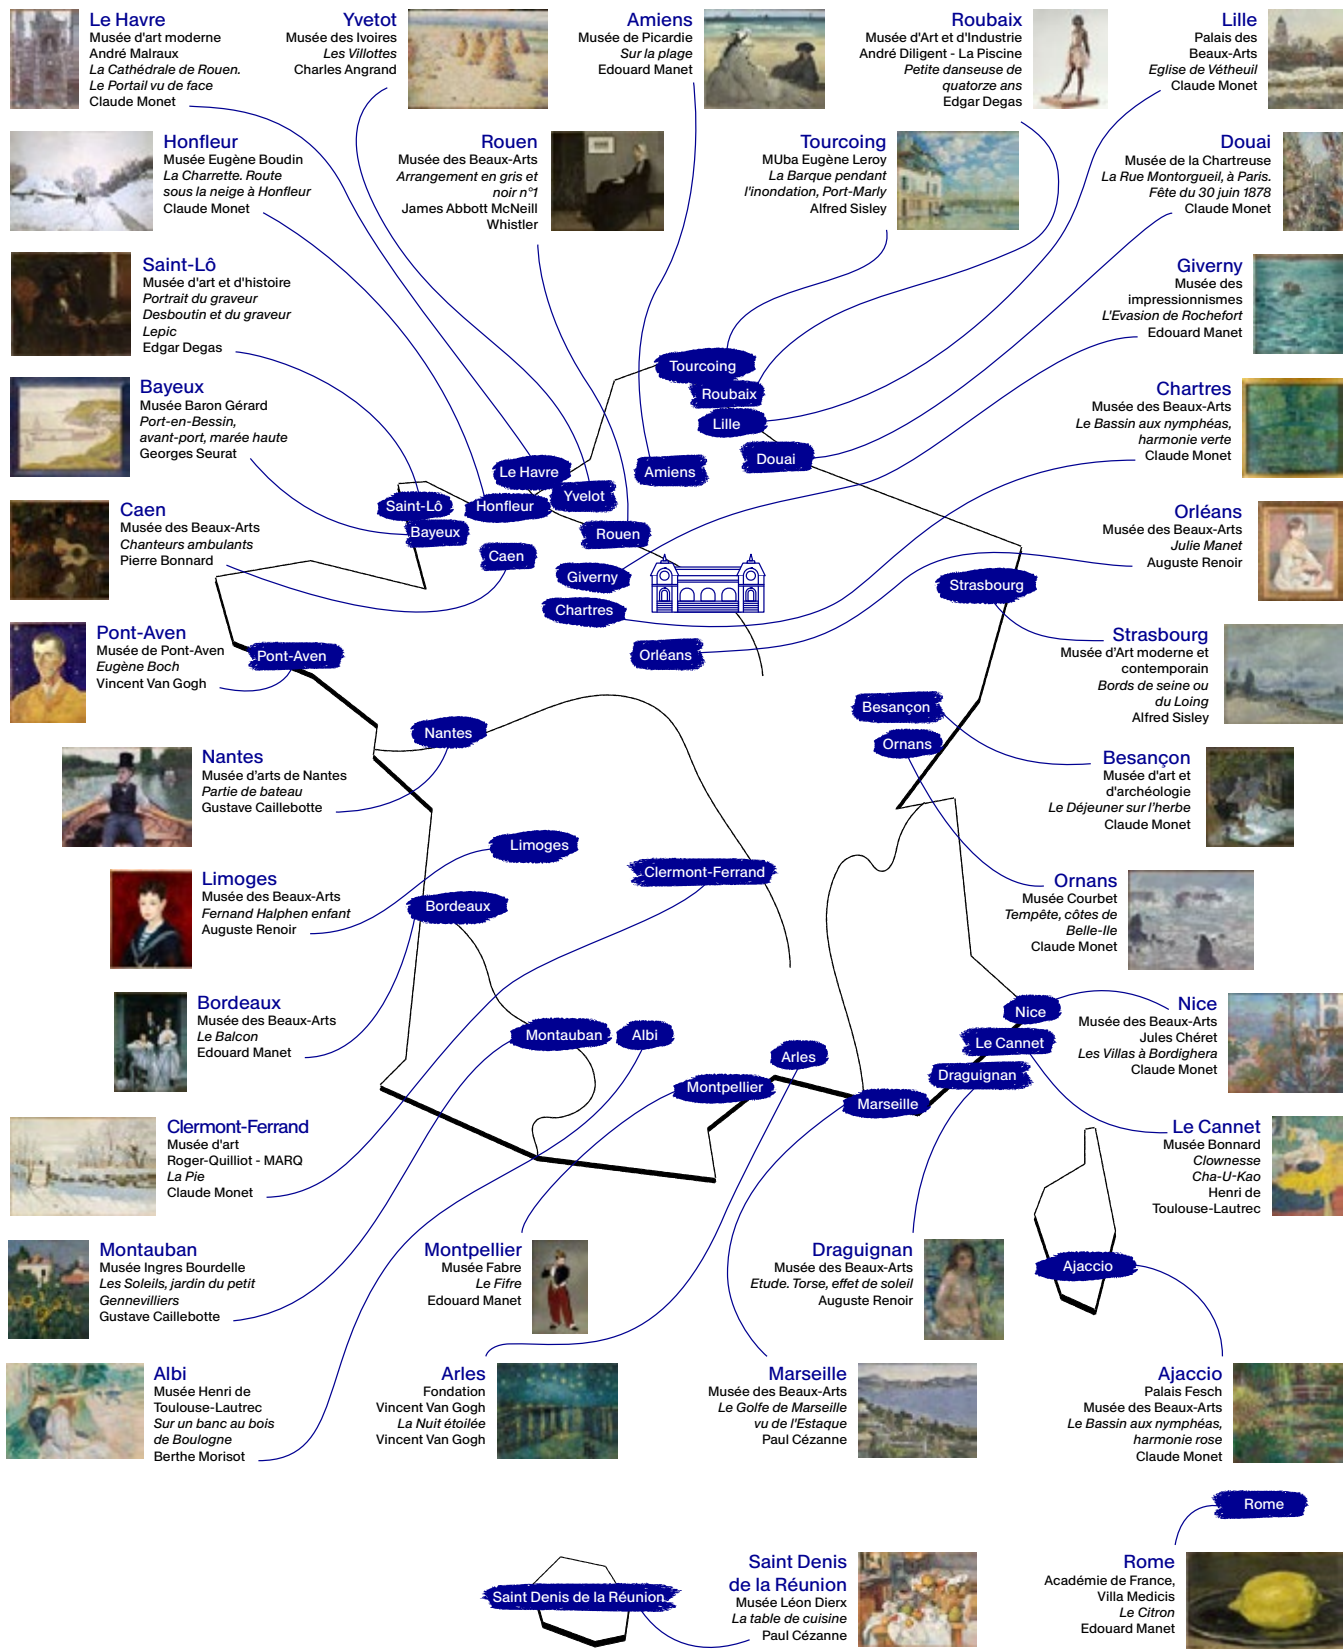 Le Havre
Musée d'art moderne
André Malraux
La Cathédrale de Rouen.
Le Portail vu de face
Claude Monet
Yvetot
Musée des Ivoires
Les Villottes
Charles Angrand
Amiens
Musée de Picardie
Sur la plage
Edouard Manet
Roubaix
Musée d'Art et d'Industrie
André Diligent - La Piscine
Petite danseuse de
quatorze ans
Edgar Degas
Lille
Palais des
Beaux-Arts
Eglise de Vétheuil
Claude Monet
Honfleur
Musée Eugène Boudin
La Charrette. Route
sous la neige à Honfleur
Claude Monet
Rouen
Musée des Beaux-Arts
Arrangement en gris et
noir n°1
James Abbott McNeill
Whistler
Tourcoing
MUba Eugène Leroy
La Barque pendant
l'inondation, Port-Marly
Alfred Sisley
Douai
Musée de la Chartreuse
La Rue Montorgueil, à Paris.
Fête du 30 juin 1878
Claude Monet
Saint-Lô
Musée d'art et d'histoire
Portrait du graveur
Desboutin et du graveur
Lepic
Edgar Degas
Giverny
Musée des
impressionnismes
L'Evasion de Rochefort
Edouard Manet
Bayeux
Musée Baron Gérard
Port-en-Bessin,
avant-port, marée haute
Georges Seurat
Chartres
Musée des Beaux-Arts
Le Bassin aux nymphéas,
harmonie verte
Claude Monet
Caen
Musée des Beaux-Arts
Chanteurs ambulants
Pierre Bonnard
Orléans
Musée des Beaux-Arts
Julie Manet
Auguste Renoir
Tourcoing
Roubaix
Lille
Douai
Amiens
Le Havre
Yvelot
Honfleur
Saint-Lô
Bayeux
Rouen
Caen
Giverny
Chartres
Orléans
Strasbourg
Pont-Aven
Musée de Pont-Aven
Eugène Boch
Vincent Van Gogh
Pont-Aven
Strasbourg
Musée d'Art moderne et
contemporain
Bords de seine ou
du Loing
Alfred Sisley
Besançon
Ornans
Nantes
Nantes
Musée d'arts de Nantes
Partie de bateau
Gustave Caillebotte
Besançon
Musée d'art et
d'archéologie
Le Déjeuner sur l'herbe
Claude Monet
Limoges
Clermont-Ferrand
Bordeaux
Limoges
Musée des Beaux-Arts
Fernand Halphen enfant
Auguste Renoir
Ornans
Musée Courbet
Tempête, côtes de
Belle-Ile
Claude Monet
Bordeaux
Musée des Beaux-Arts
Le Balcon
Edouard Manet
Montauban
Albi
Arles
Montpellier
Marseille
Nice
Le Cannet
Draguignan
Nice
Musée des Beaux-Arts
Jules Chéret
Les Villas à Bordighera
Claude Monet
Clermont-Ferrand
Musée d'art
Roger-Quilliot - MARQ
La Pie
Claude Monet
Le Cannet
Musée Bonnard
Clownesse
Cha-U-Kao
Henri de
Toulouse-Lautrec
Montauban
Musée Ingres Bourdelle
Les Soleils, jardin du petit
Gennevilliers
Gustave Caillebotte
Montpellier
Musée Fabre
Le Fifre
Edouard Manet
Draguignan
Musée des Beaux-Arts
Etude. Torse, effet de soleil
Auguste Renoir
Ajaccio
Albi
Musée Henri de
Toulouse-Lautrec
Sur un banc au bois
de Boulogne
Berthe Morisot
Arles
Fondation
Vincent Van Gogh
La Nuit étoilée
Vincent Van Gogh
Marseille
Musée des Beaux-Arts
Le Golfe de Marseille
vu de l'Estaque
Paul Cézanne
Ajaccio
Palais Fesch
Musée des Beaux-Arts
Le Bassin aux nymphéas,
harmonie rose
Claude Monet
Rome
Saint Denis de la Réunion
Saint Denis
de la Réunion
Musée Léon Dierx
La table de cuisine
Paul Cézanne
Rome
Académie de France,
Villa Medicis
Le Citron
Edouard Manet